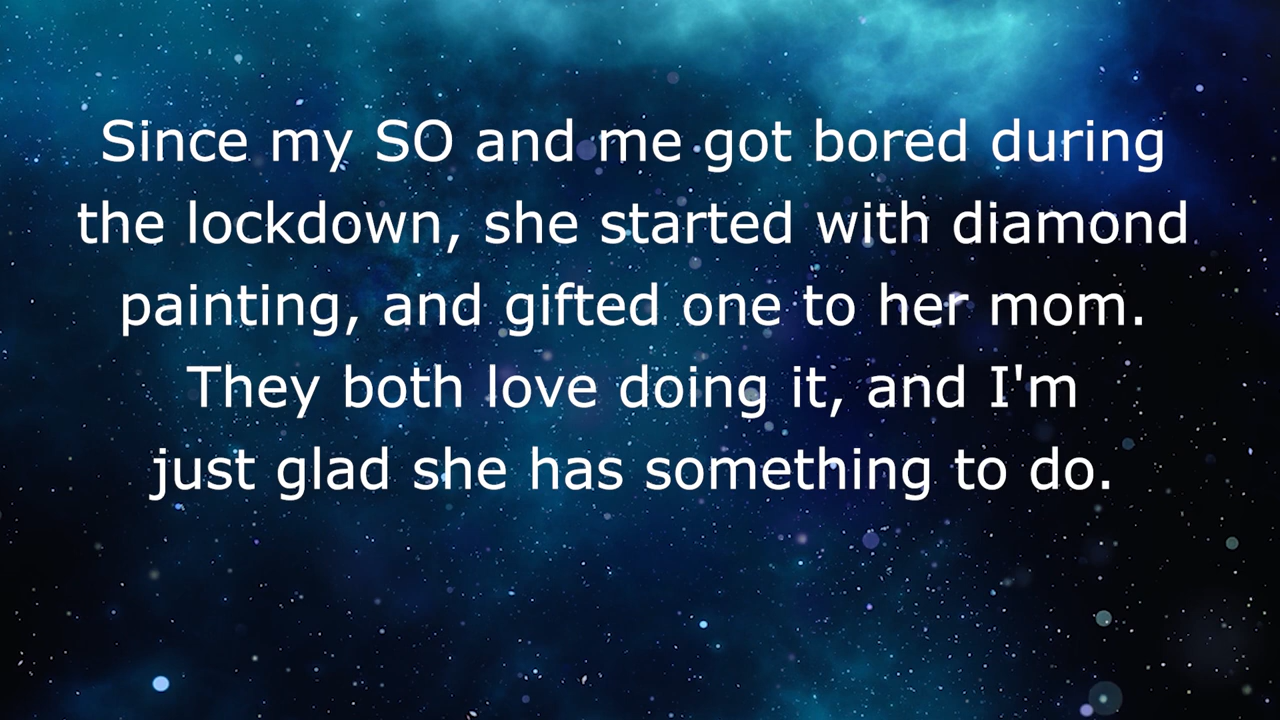 Since my SO and me got bored during
the lockdown, she started with diamond
painting, and gifted one to her mom.
They both love doing it, and I'm
just glad she has something to do.